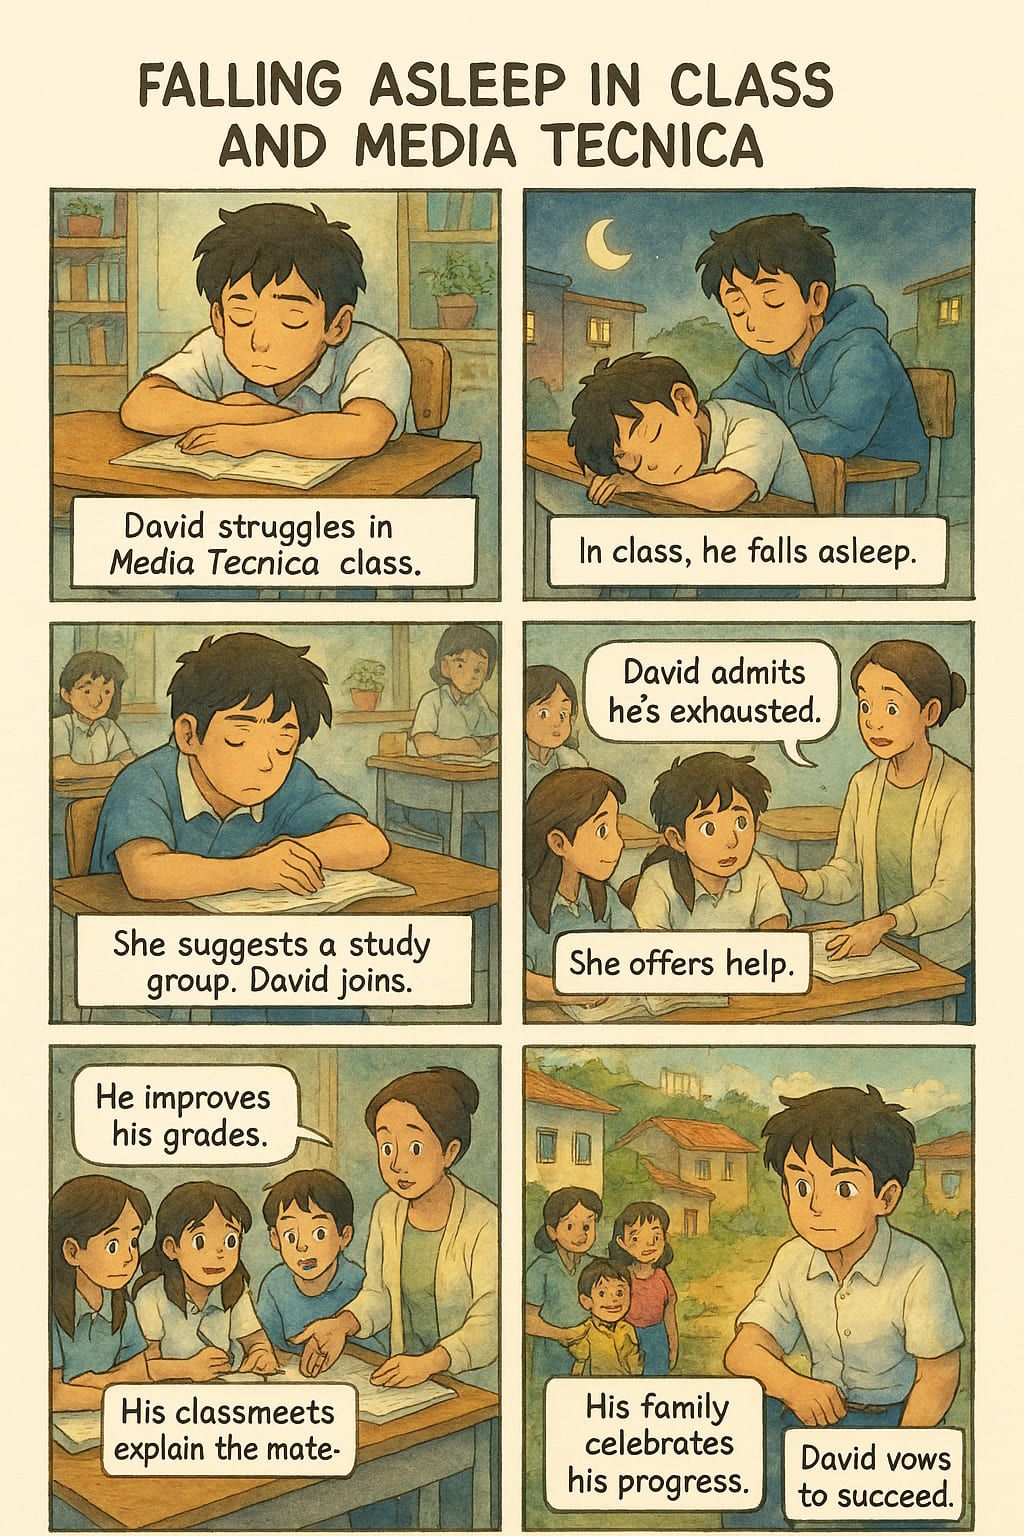 FALLING ASLEEP IN CLASS
AND MEDIA TECNICA
David struggles in
Media Tecnica class.
In class, he falls asleep.
She suggests a study
group. David joins.
David admits
he's exhausted.
She offers help.
He improves
his grades.
His classmeets
explain the mate-
His family
celebrates
his progress.
David vows
to succeed.